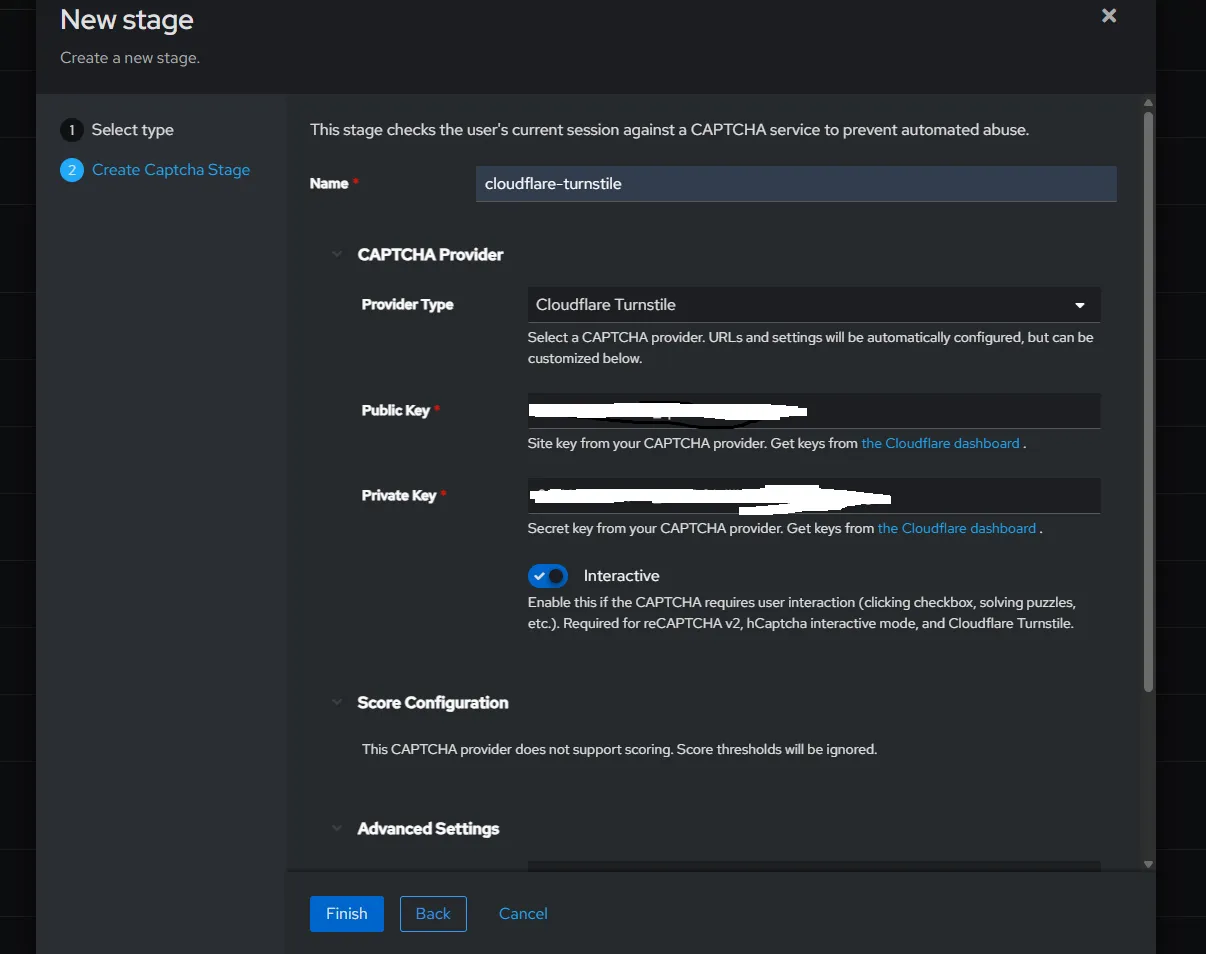 New stage
Create a new stage.
1 Select type
2 Create Captcha Stage
This stage checks the user's current session against a CAPTCHA service to prevent automated abuse.
Name *
cloudflare-turnstile
CAPTCHA Provider
Provider Type
Cloudflare Turnstile
Select a CAPTCHA provider. URLs and settings will be automatically configured, but can be
customized below.
Public Key *
Site key from your CAPTCHA provider. Get keys from the Cloudflare dashboard .
Private Key *
Secret key from your CAPTCHA provider. Get keys from the Cloudflare dashboard .
Interactive
Enable this if the CAPTCHA requires user interaction (clicking checkbox, solving puzzles,
etc.). Required for reCAPTCHA v2, hCaptcha interactive mode, and Cloudflare Turnstile.
Score Configuration
This CAPTCHA provider does not support scoring. Score thresholds will be ignored.
Advanced Settings
Finish
Back
Cancel